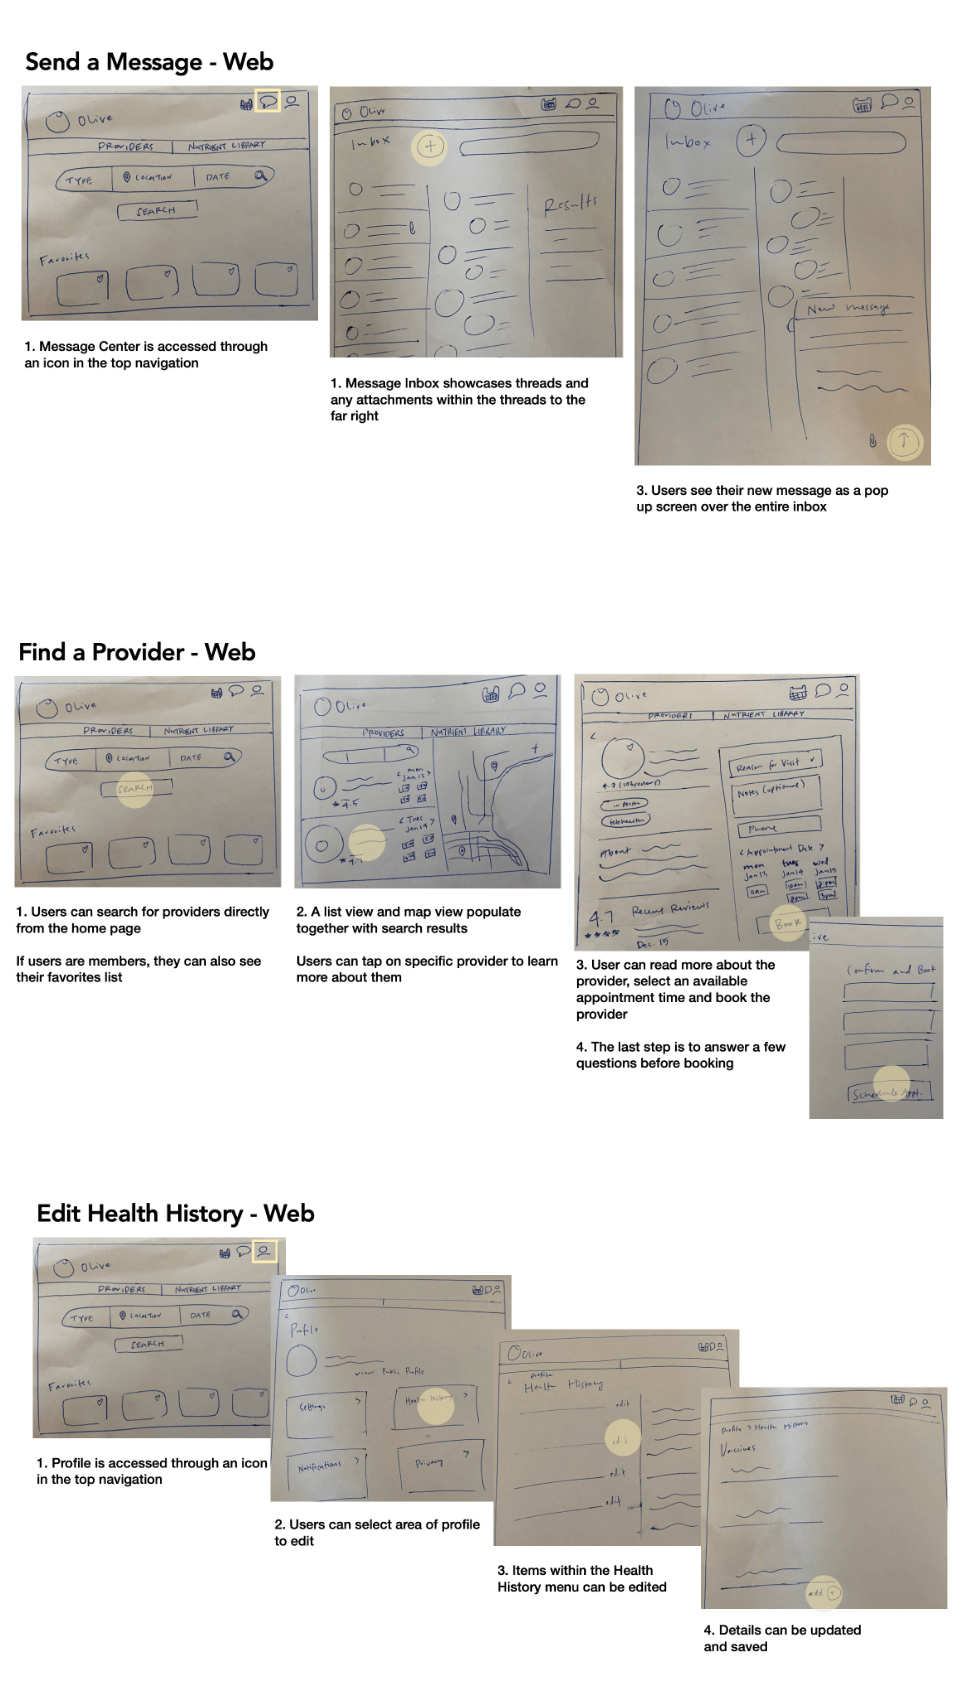 Send a Message - Web
Olive
PROVIDERS
NUTRIENT LIBRARY
TYPE
LOCATION
DATE
SEARCH
Favorites
1. Message Center is accessed through
an icon in the top navigation
Olive
Inbox
Results
1. Message Inbox showcases threads and
any attachments within the threads to the
far right
Olive
Inbox
New message
3. Users see their new message as a pop
up screen over the entire inbox
Find a Provider - Web
Olive
PROVIDERS
NUTRIENT LIBRARY
TYPE
LOCATION
DATE
SEARCH
Favorites
1. Users can search for providers directly
from the home page
If users are members, they can also see
their favorites list
Olive
PROVIDERS
NUTRIENT LIBRARY
< mon >
Jan 13
4.5
< Tues >
Jan 14
2. A list view and map view populate
together with search results
Users can tap on specific provider to learn
more about them
Olive
PROVIDERS
NUTRIENT LIBRARY
in person
telehealth
About
4.7
Recent Reviews
Dec. 15
Reason for Visit
Notes (optional)
Phone
< Appointment Date >
mon
tues
wed
Jan 13
Jan 14
Book
3. User can read more about the
provider, select an available
appointment time and book the
provider
4. The last step is to answer a few
questions before booking
ive
Confirm and Book
Schedule Appt.
Edit Health History - Web
Olive
PROVIDERS
NUTRIENT LIBRARY
TYPE
LOCATION
DATE
SEARCH
Favorites
1. Profile is accessed through an icon
in the top navigation
Olive
Profile
view Public Profile
Settings
Health History
Notifications
Privacy
2. Users can select area of profile
to edit
Olive
Profile
Health History
edit
edit
edit
edit
3. Items within the Health
History menu can be edited
Profile > Health History
Vaccines
add
4. Details can be updated
and saved